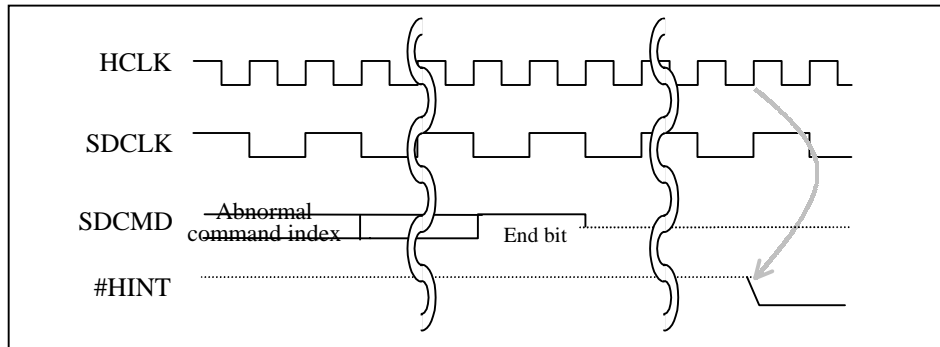 HCLK
SDCLK
SDCMD
Abnormal
command index
End bit
#HINT